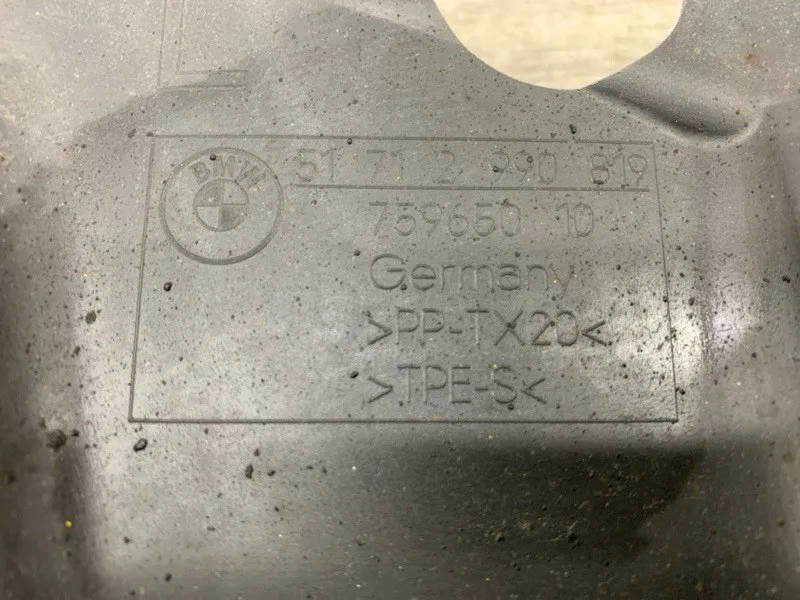 BMW
51 71 2 990 819
759650 10
Germany
>PP-TX20<
>TPE-S<